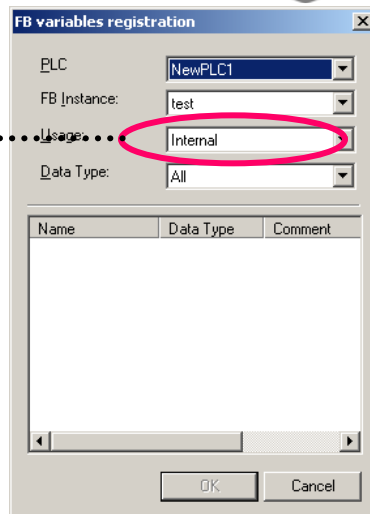 FB variables registration
PLC NewPLC1
FB Instance: test
Usage: Internal
Data Type: All
Name Data Type Comment
OK Cancel